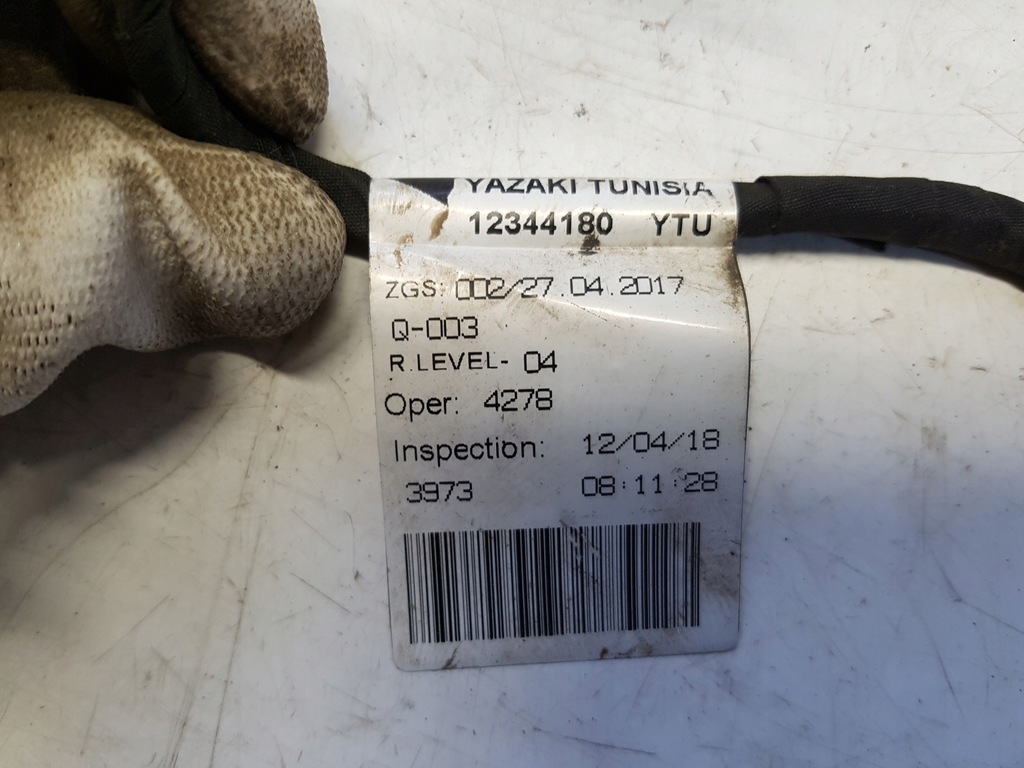 YAZAKI TUNISIA
12344180 YTU
ZGS: 002/27.04.2017
Q-003
R.LEVEL- 04
Oper: 4278
Inspection: 12/04/18
3973 08:11:28